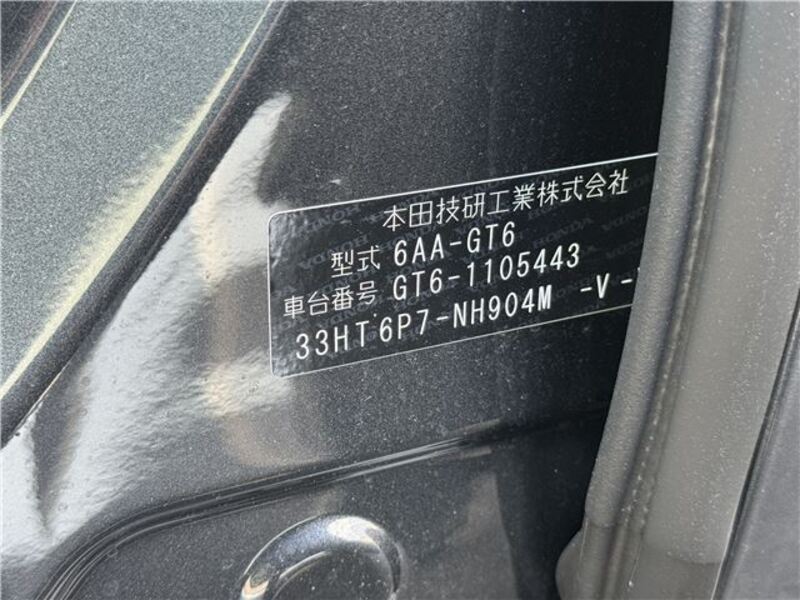 本田技研工業株式会社
型式 6AA-GT6
車台番号 GT6-1105443
33HT6P7-NH904M -V-